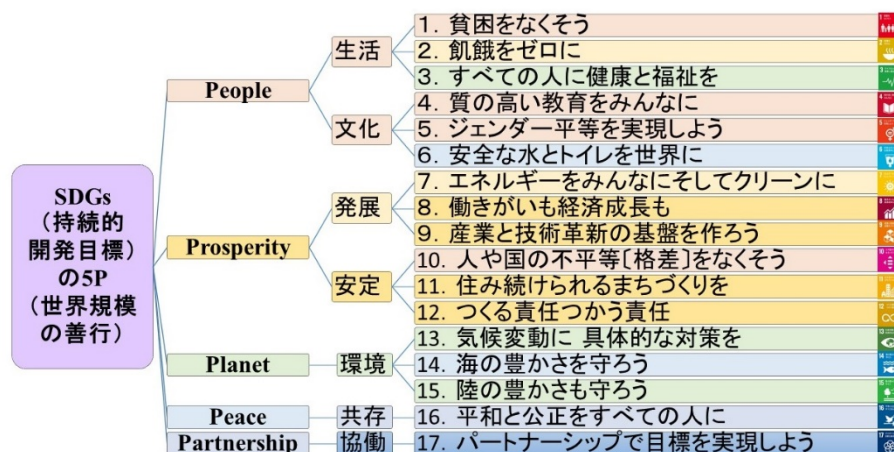 SDGs
(持続的
開発目標)
の5P
(世界規模
の善行)
People
生活
1. 貧困をなくそう
2. 飢餓をゼロに
3. すべての人に健康と福祉を
文化
4. 質の高い教育をみんなに
5. ジェンダー平等を実現しよう
6. 安全な水とトイレを世界に
Prosperity
発展
7. エネルギーをみんなにそしてクリーンに
8. 働きがいも経済成長も
9. 産業と技術革新の基盤を作ろう
安定
10. 人や国の不平等〔格差〕をなくそう
11. 住み続けられるまちづくりを
12. つくる責任つかう責任
Planet
環境
13. 気候変動に 具体的な対策を
14. 海の豊かさを守ろう
15. 陸の豊かさも守ろう
Peace
共存
16. 平和と公正をすべての人に
Partnership
協働
17. パートナーシップで目標を実現しよう